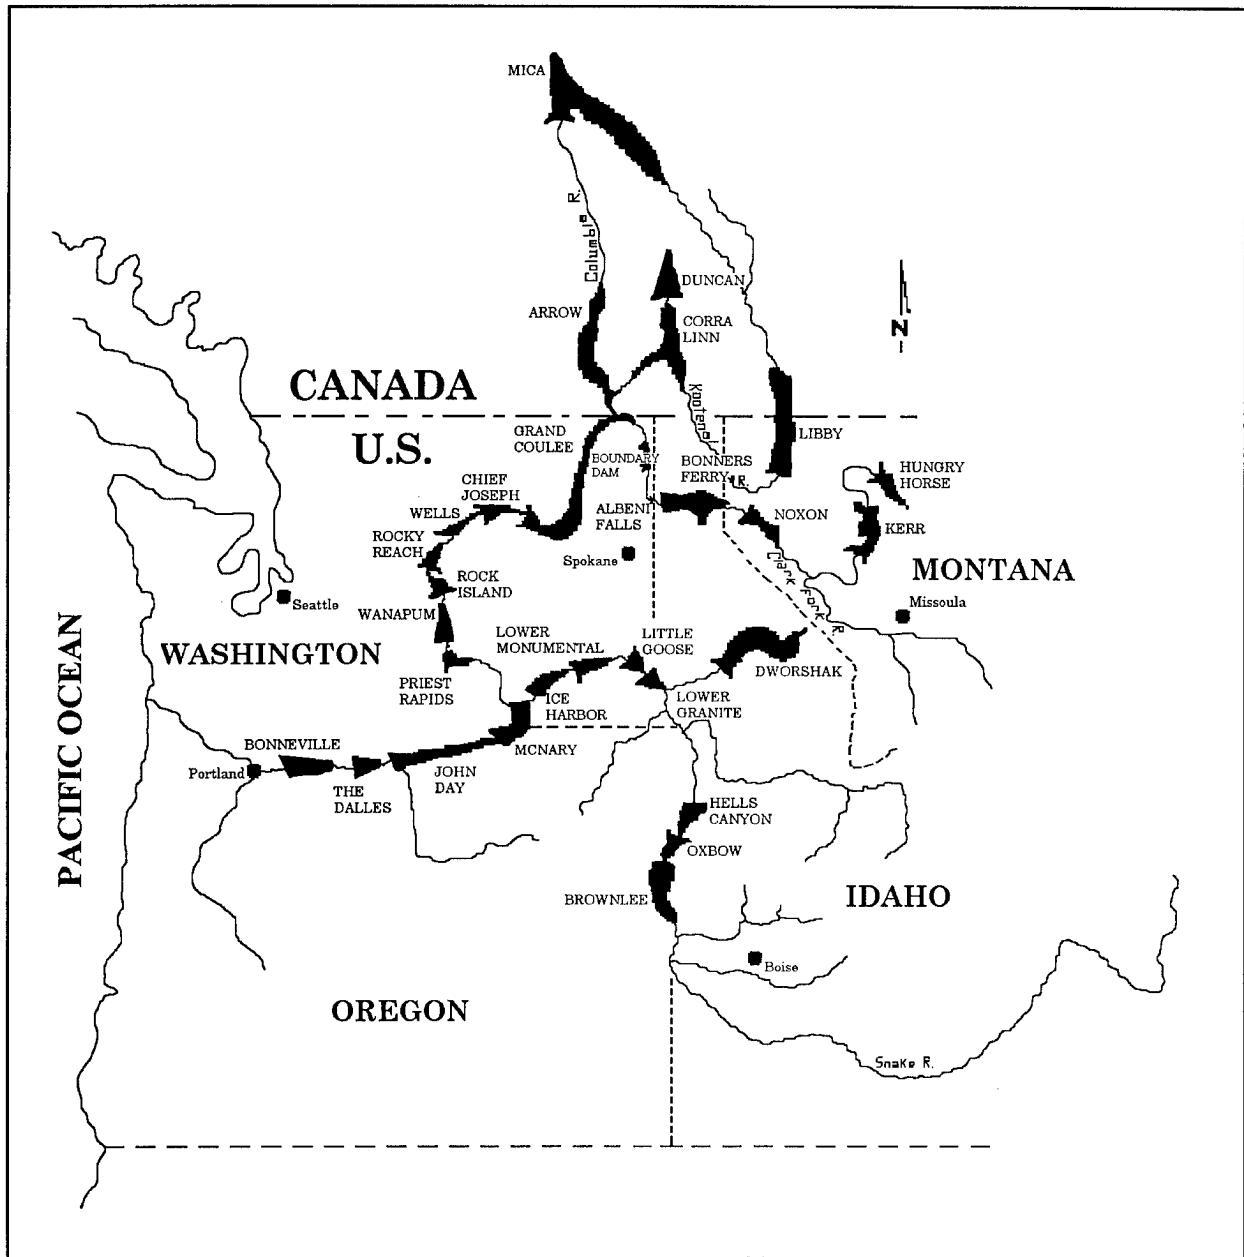 MICA
Columbia R.
DUNCAN
ARROW
CORRA
LINN
N
CANADA
Kootenai
R.
U.S.
GRAND
COULEE
LIBBY
BOUNDARY
DAM
BONNERS
FERRY
HUNGRY
HORSE
CHIEF
JOSEPH
WELLS
ALBENI
FALLS
NOXON
KERR
ROCKY
REACH
Spokane
Clark Fork R.
MONTANA
ROCK
ISLAND
Seattle
Missoula
WANAPUM
WASHINGTON
LOWER
MONUMENTAL
LITTLE
GOOSE
DWORSHAK
PRIEST
RAPIDS
ICE
HARBOR
LOWER
GRANITE
PACIFIC OCEAN
BONNEVILLE
MCNARY
Portland
JOHN
DAY
THE
DALLES
HELLS
CANYON
OXBOW
BROWNLEE
IDAHO
Boise
OREGON
Snake R.